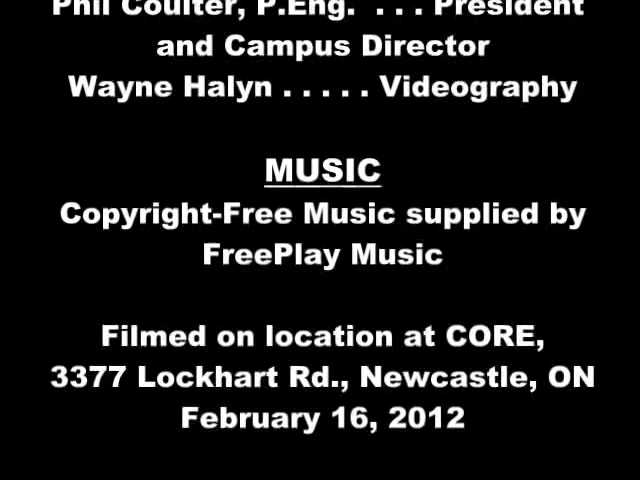 Phil Coulter, P.Eng. . . . President
and Campus Director
Wayne Halyn . . . . . Videography
MUSIC
Copyright-Free Music supplied by
FreePlay Music
Filmed on location at CORE,
3377 Lockhart Rd., Newcastle, ON
February 16, 2012